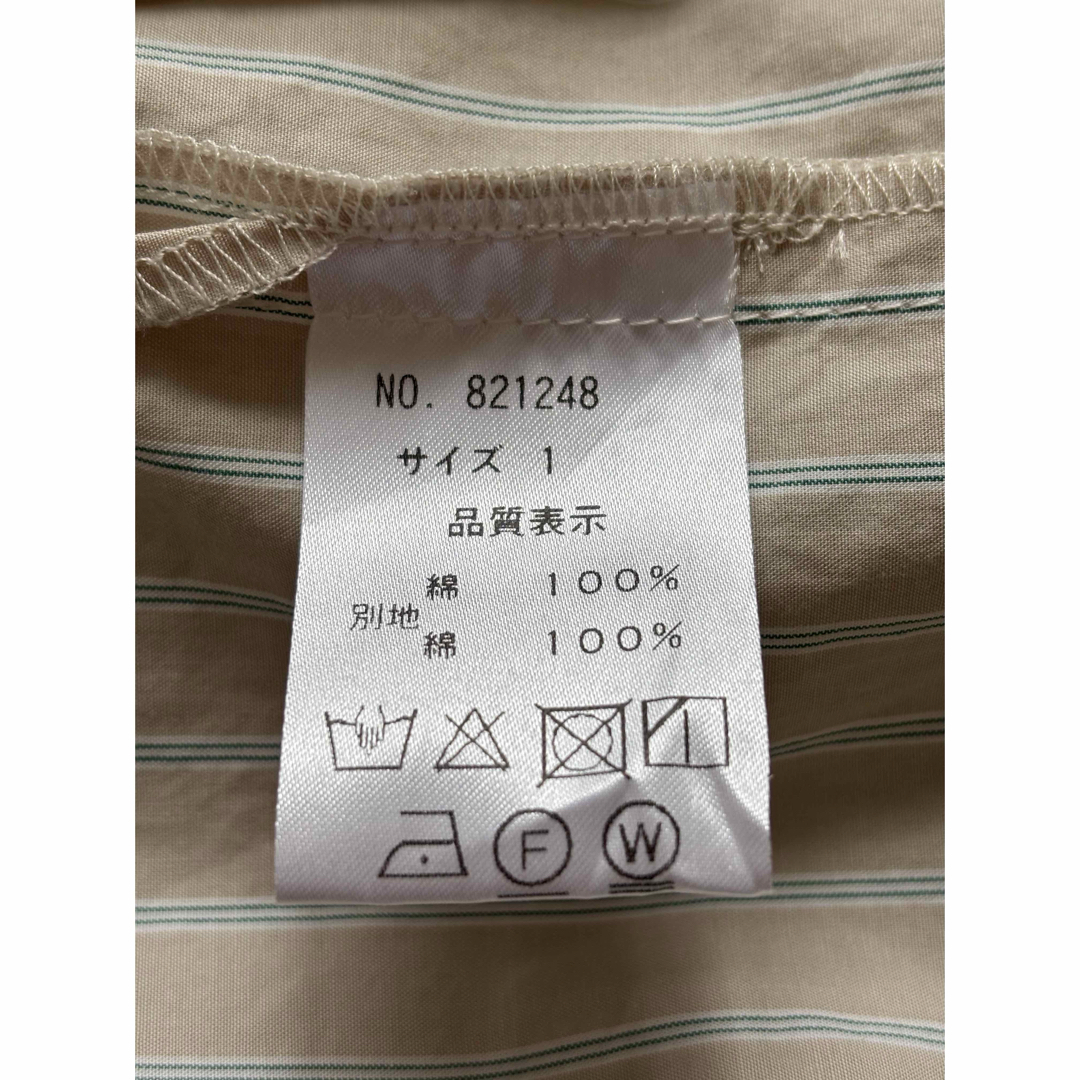 NO. 821248
サイズ 1
品質表示
綿 100%
別地
綿 100%
F W